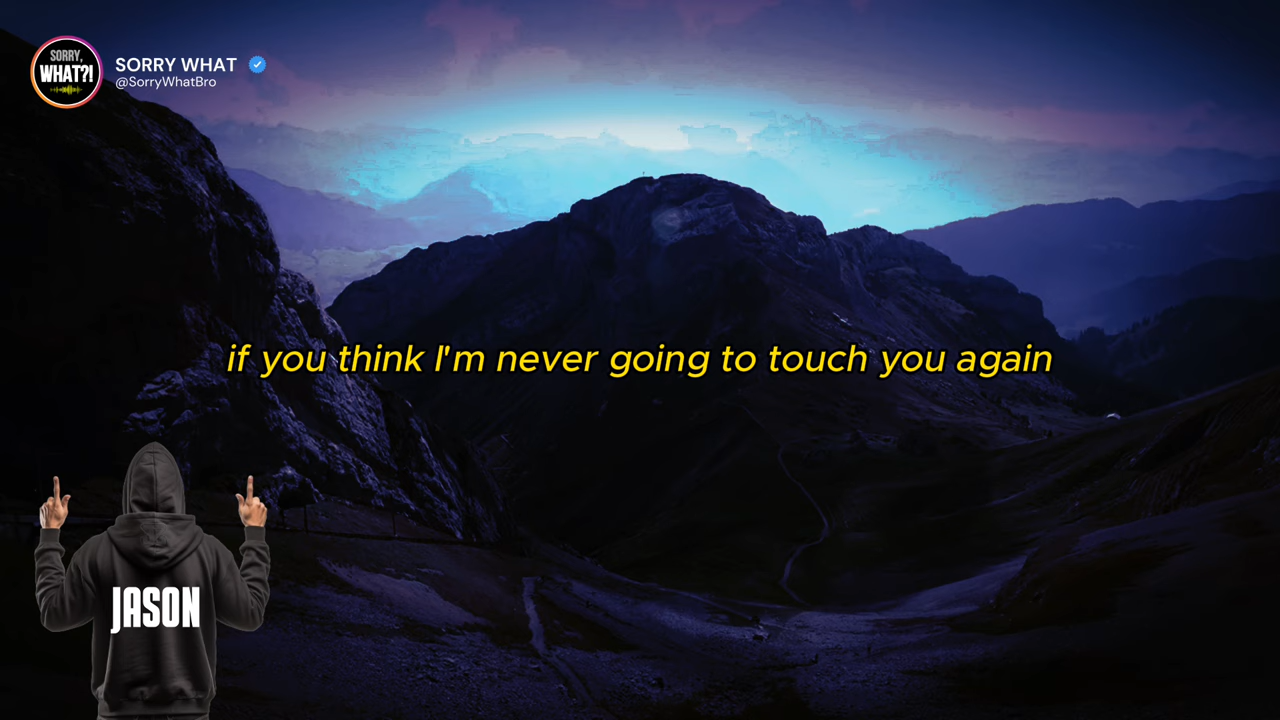 SORRY,
WHAT?!
SORRY WHAT
@SorryWhatBro
if you think I'm never going to touch you again
JASON